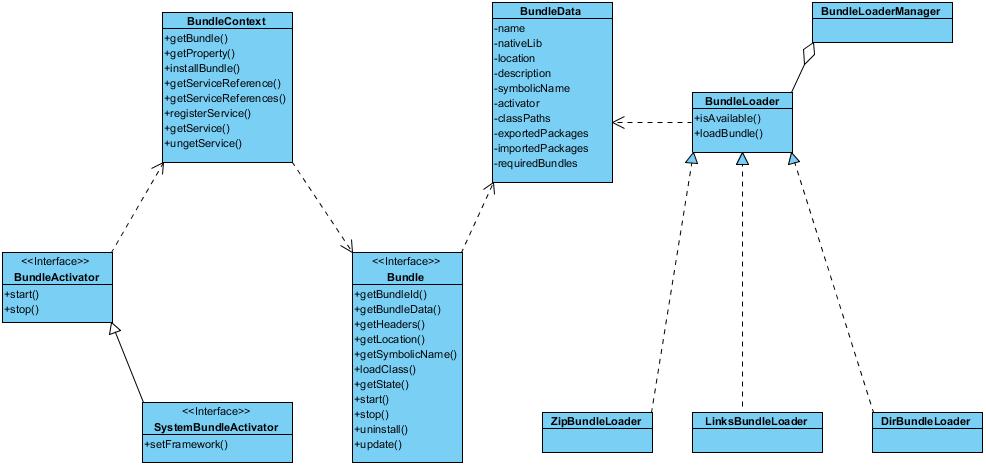 BundleContext
+getBundle()
+getProperty()
+installBundle()
+getServiceReference()
+getServiceReferences()
+registerService()
+getService()
+ungetService()
BundleData
-name
-nativeLib
-location
-description
-symbolicName
-activator
-classPaths
-exportedPackages
-importedPackages
-requiredBundles
BundleLoaderManager
BundleLoader
+isAvailable()
+loadBundle()
<<Interface>>
BundleActivator
+start()
+stop()
<<Interface>>
Bundle
+getBundleId()
+getBundleData()
+getHeaders()
+getLocation()
+getSymbolicName()
+loadClass()
+getState()
+start()
+stop()
+uninstall()
+update()
<<Interface>>
SystemBundleActivator
+setFramework()
ZipBundleLoader
LinksBundleLoader
DirBundleLoader